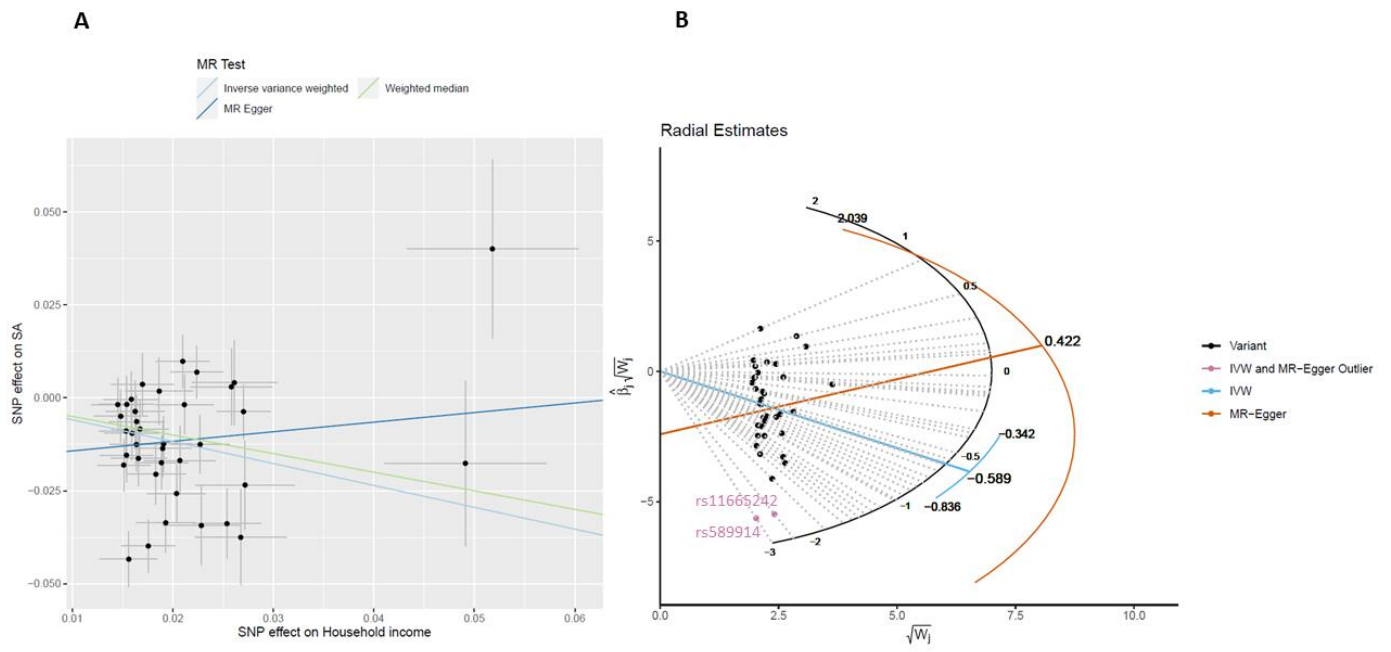 A
B
MR Test
Inverse variance weighted
Weighted median
MR Egger
SNP effect on SA
0.050
0.025
0.000
−0.025
−0.050
0.01
0.02
0.03
0.04
0.05
0.06
SNP effect on Household income
Radial Estimates
β̂j√Wj
5
0
−5
2
2.039
1
0.5
0.422
0
−0.342
−0.5
−0.589
−0.836
−1
−2
−3
rs11665242
rs589914
0.0
2.5
5.0
7.5
10.0
√Wj
Variant
IVW and MR−Egger Outlier
IVW
MR−Egger